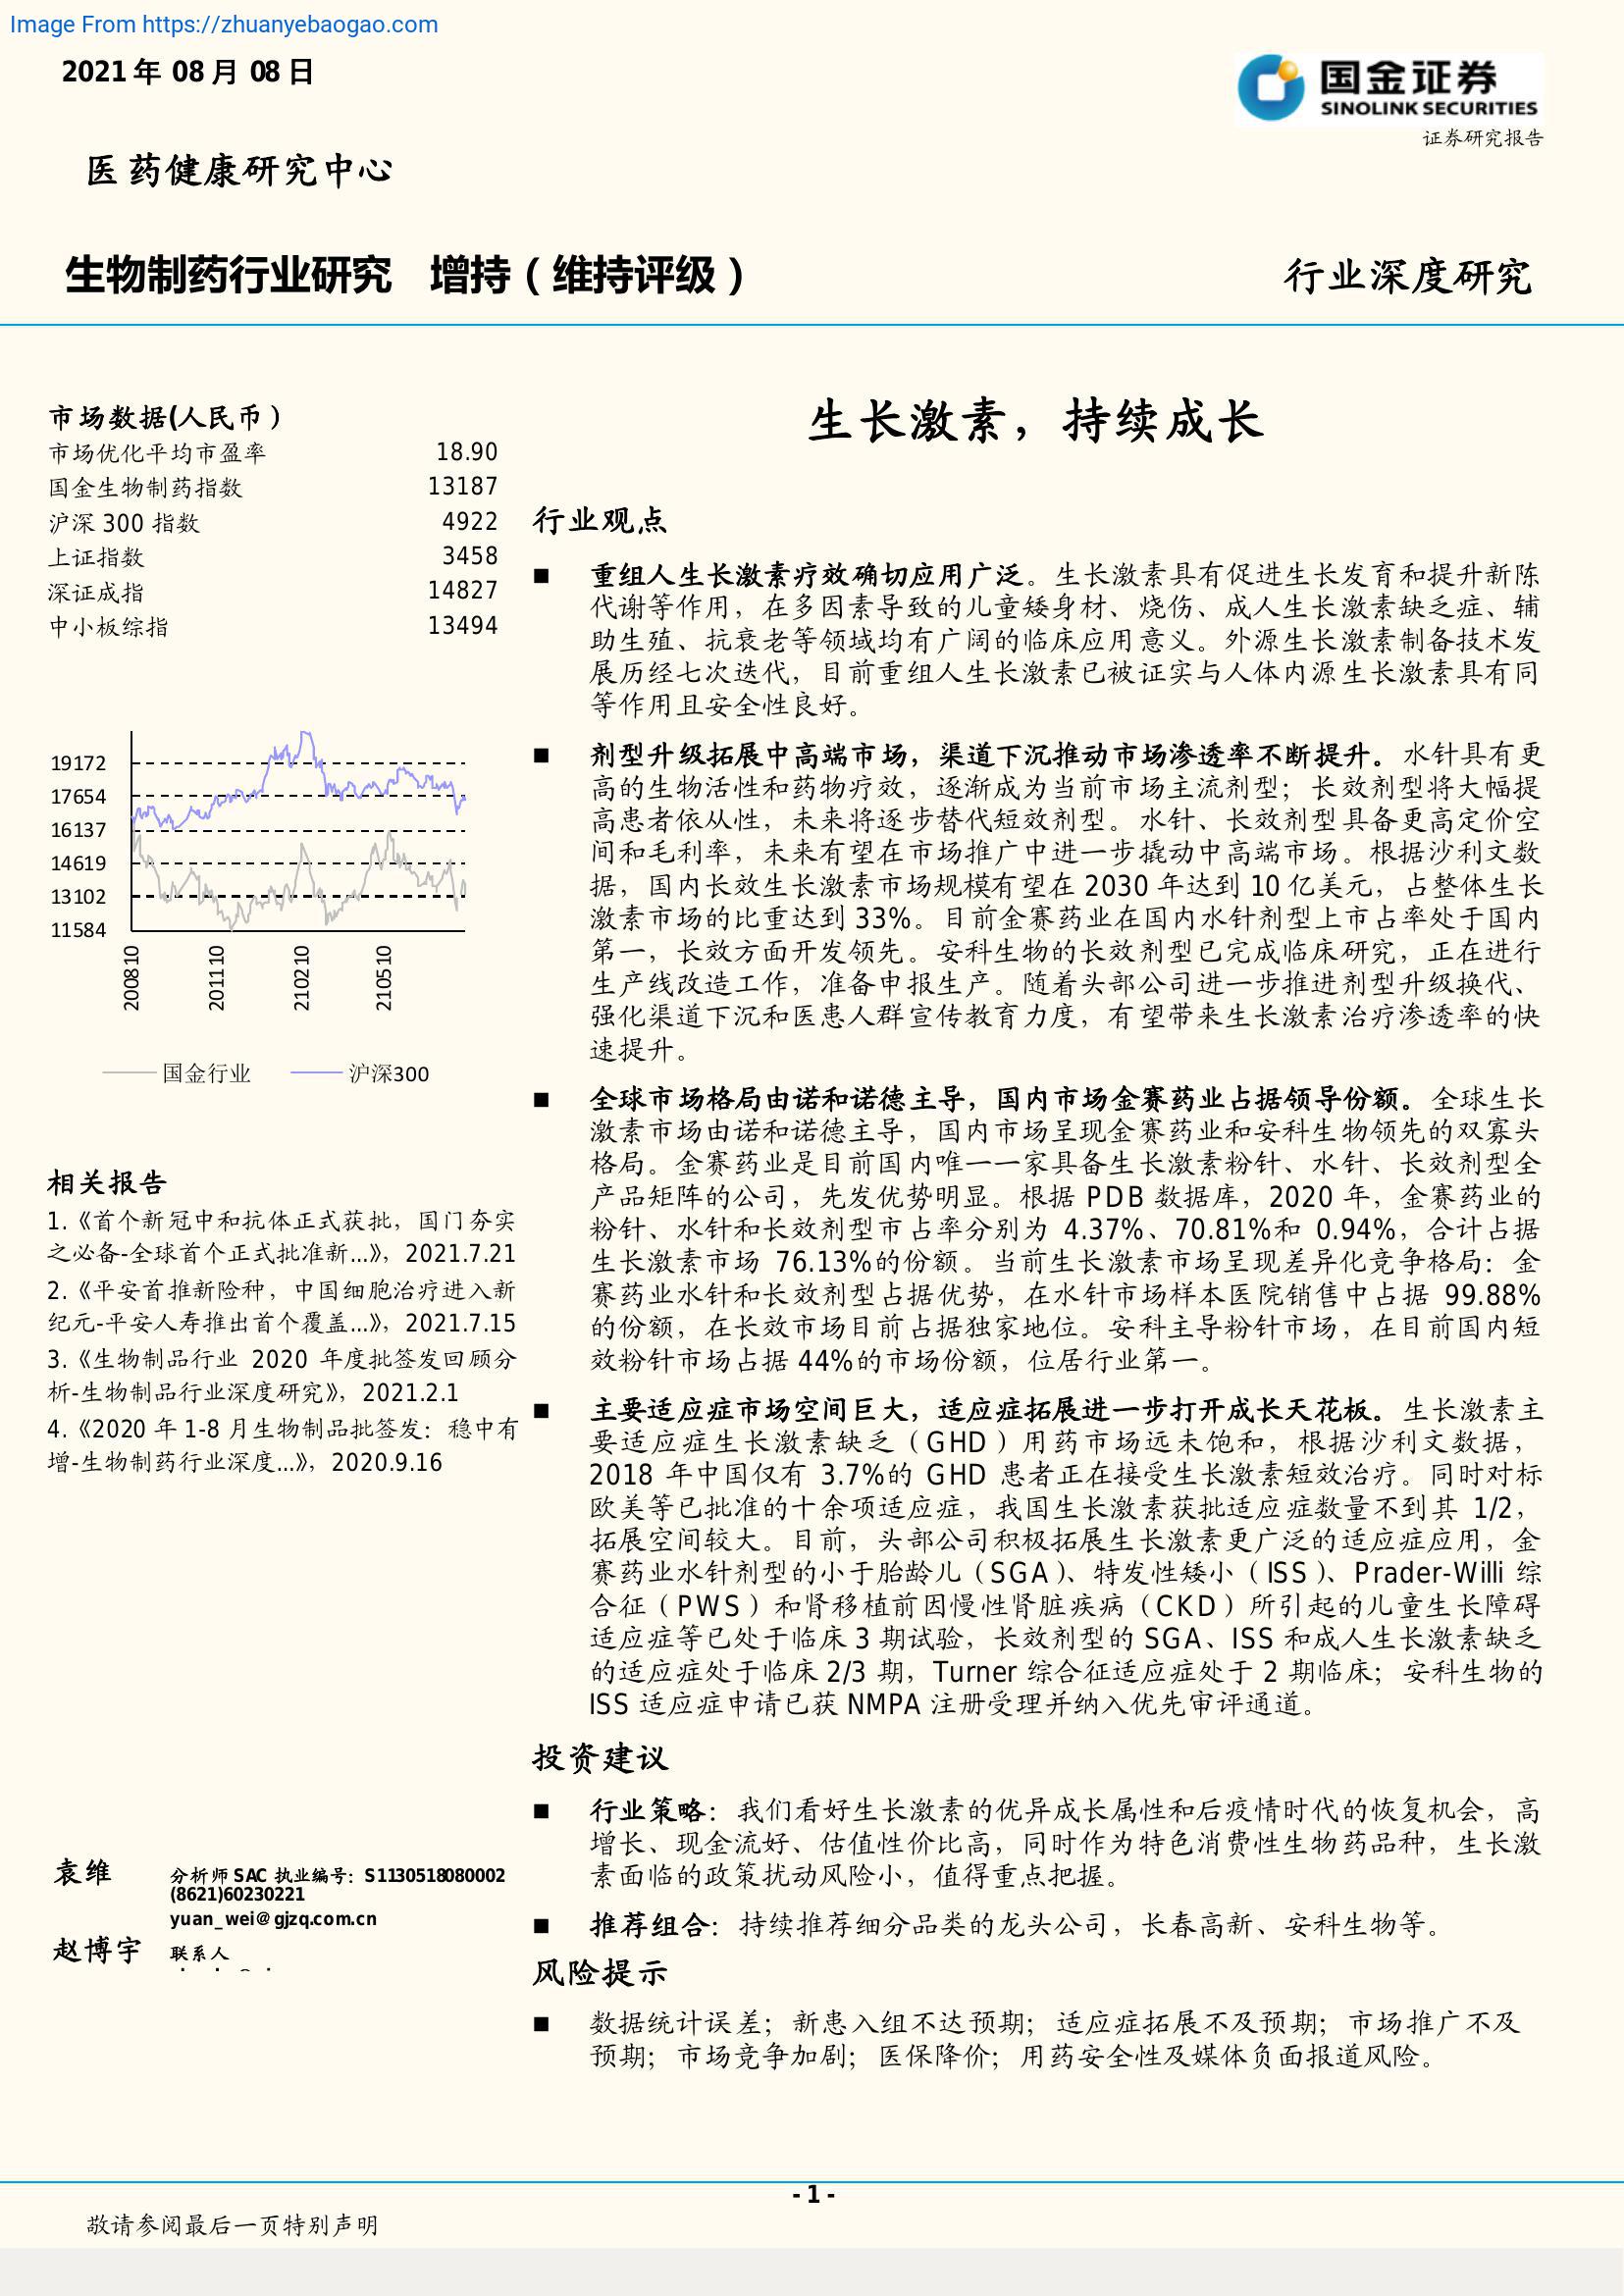 Image From https://zhuanyebaogao.com
2021 年 08 月 08 日
国金证券
SINOLINK SECURITIES
证券研究报告
医药健康研究中心
生物制药行业研究 增持（维持评级）
行业深度研究
市场数据(人民币）
市场优化平均市盈率 18.90
国金生物制药指数 13187
沪深 300 指数 4922
上证指数 3458
深证成指 14827
中小板综指 13494
19172
17654
16137
14619
13102
11584
200810
201110
210210
210510
国金行业
沪深300
相关报告
1.《首个新冠中和抗体正式获批，国门夯实
之必备-全球首个正式批准新...》，2021.7.21
2.《平安首推新险种，中国细胞治疗进入新
纪元-平安人寿推出首个覆盖...》，2021.7.15
3.《生物制品行业 2020 年度批签发回顾分
析-生物制品行业深度研究》，2021.2.1
4.《2020 年 1-8 月生物制品批签发：稳中有
增-生物制药行业深度...》，2020.9.16
袁维
分析师 SAC 执业编号：S1130518080002
(8621)60230221
yuan_wei@gjzq.com.cn
赵博宇
联系人
生长激素，持续成长
行业观点
■ 重组人生长激素疗效确切应用广泛。生长激素具有促进生长发育和提升新陈
代谢等作用，在多因素导致的儿童矮身材、烧伤、成人生长激素缺乏症、辅
助生殖、抗衰老等领域均有广阔的临床应用意义。外源生长激素制备技术发
展历经七次迭代，目前重组人生长激素已被证实与人体内源生长激素具有同
等作用且安全性良好。
■ 剂型升级拓展中高端市场，渠道下沉推动市场渗透率不断提升。水针具有更
高的生物活性和药物疗效，逐渐成为当前市场主流剂型；长效剂型将大幅提
高患者依从性，未来将逐步替代短效剂型。水针、长效剂型具备更高定价空
间和毛利率，未来有望在市场推广中进一步撬动中高端市场。根据沙利文数
据，国内长效生长激素市场规模有望在 2030 年达到 10 亿美元，占整体生长
激素市场的比重达到 33%。目前金赛药业在国内水针剂型上市占率处于国内
第一，长效方面开发领先。安科生物的长效剂型已完成临床研究，正在进行
生产线改造工作，准备申报生产。随着头部公司进一步推进剂型升级换代、
强化渠道下沉和医患人群宣传教育力度，有望带来生长激素治疗渗透率的快
速提升。
■ 全球市场格局由诺和诺德主导，国内市场金赛药业占据领导份额。全球生长
激素市场由诺和诺德主导，国内市场呈现金赛药业和安科生物领先的双寡头
格局。金赛药业是目前国内唯一一家具备生长激素粉针、水针、长效剂型全
产品矩阵的公司，先发优势明显。根据 PDB 数据库，2020 年，金赛药业的
粉针、水针和长效剂型市占率分别为 4.37%、70.81%和 0.94%，合计占据
生长激素市场 76.13%的份额。当前生长激素市场呈现差异化竞争格局：金
赛药业水针和长效剂型占据优势，在水针市场样本医院销售中占据 99.88%
的份额，在长效市场目前占据独家地位。安科主导粉针市场，在目前国内短
效粉针市场占据 44%的市场份额，位居行业第一。
■ 主要适应症市场空间巨大，适应症拓展进一步打开成长天花板。生长激素主
要适应症生长激素缺乏（GHD）用药市场远未饱和，根据沙利文数据，
2018 年中国仅有 3.7%的 GHD 患者正在接受生长激素短效治疗。同时对标
欧美等已批准的十余项适应症，我国生长激素获批适应症数量不到其 1/2，
拓展空间较大。目前，头部公司积极拓展生长激素更广泛的适应症应用，金
赛药业水针剂型的小于胎龄儿（SGA）、特发性矮小（ISS）、Prader-Willi 综
合征（PWS）和肾移植前因慢性肾脏疾病（CKD）所引起的儿童生长障碍
适应症等已处于临床 3 期试验，长效剂型的 SGA、ISS 和成人生长激素缺乏
的适应症处于临床 2/3 期，Turner 综合征适应症处于 2 期临床；安科生物的
ISS 适应症申请已获 NMPA 注册受理并纳入优先审评通道。
投资建议
■ 行业策略：我们看好生长激素的优异成长属性和后疫情时代的恢复机会，高
增长、现金流好、估值性价比高，同时作为特色消费性生物药品种，生长激
素面临的政策扰动风险小，值得重点把握。
■ 推荐组合：持续推荐细分品类的龙头公司，长春高新、安科生物等。
风险提示
■ 数据统计误差；新患入组不达预期；适应症拓展不及预期；市场推广不及
预期；市场竞争加剧；医保降价；用药安全性及媒体负面报道风险。
- 1 -
敬请参阅最后一页特别声明